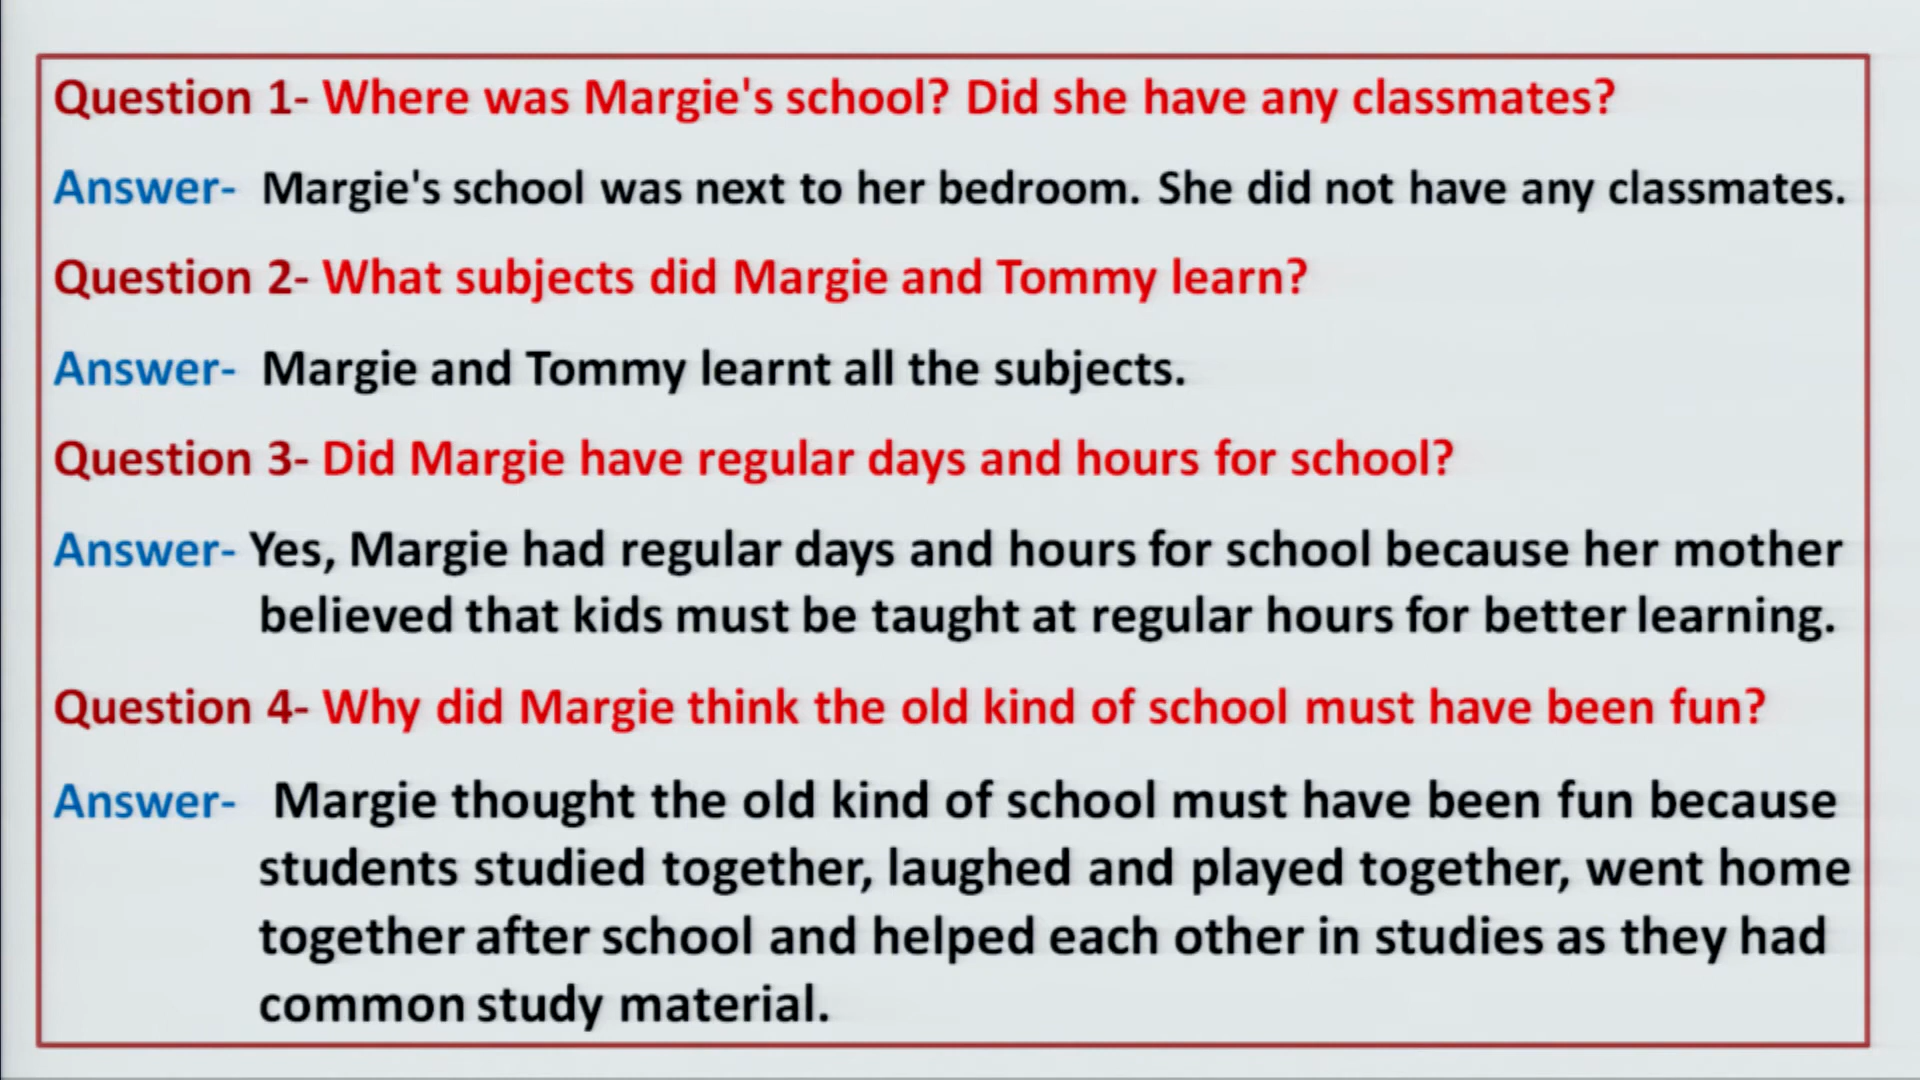 Question 1- Where was Margie's school? Did she have any classmates?
Answer- Margie's school was next to her bedroom. She did not have any classmates.
Question 2- What subjects did Margie and Tommy learn?
Answer- Margie and Tommy learnt all the subjects.
Question 3- Did Margie have regular days and hours for school?
Answer- Yes, Margie had regular days and hours for school because her mother
believed that kids must be taught at regular hours for better learning.
Question 4- Why did Margie think the old kind of school must have been fun?
Answer- Margie thought the old kind of school must have been fun because
students studied together, laughed and played together, went home
together after school and helped each other in studies as they had
common study material.